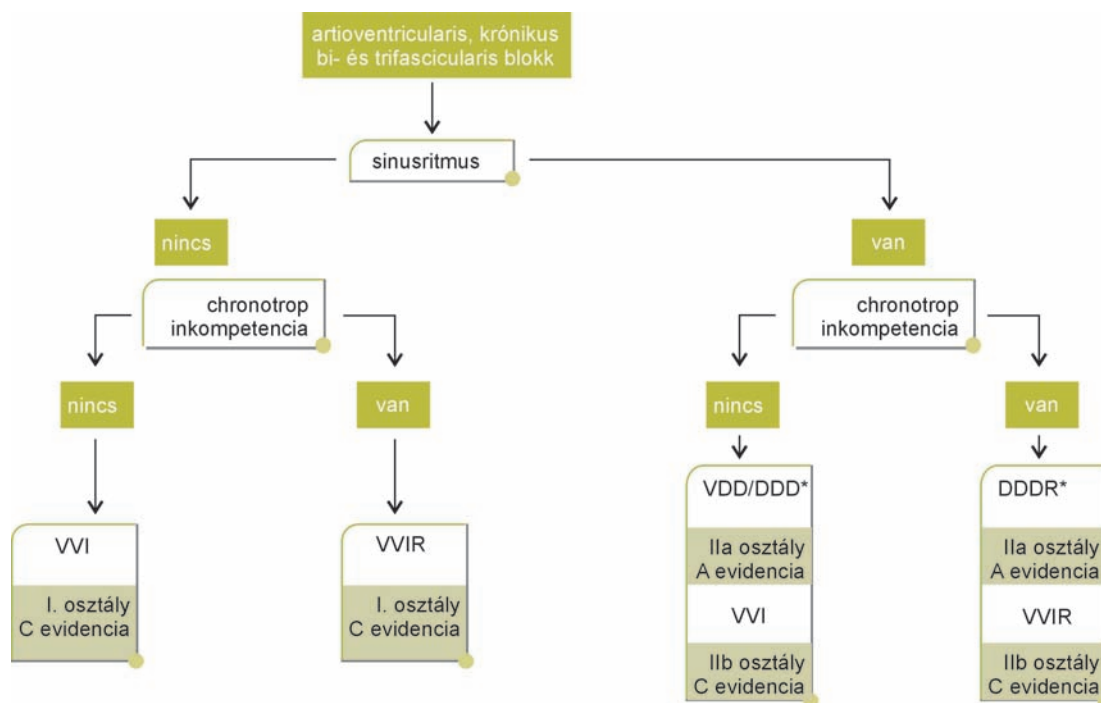 artioventricularis, krónikus
bi- és trifascicularis blokk
sinusritmus
nincs
van
chronotrop
inkompetencia
chronotrop
inkompetencia
nincs
van
nincs
van
VVI
I. osztály
C evidencia
VVIR
I. osztály
C evidencia
VDD/DDD*
IIa osztály
A evidencia
VVI
IIb osztály
C evidencia
DDDR*
IIa osztály
A evidencia
VVIR
IIb osztály
C evidencia